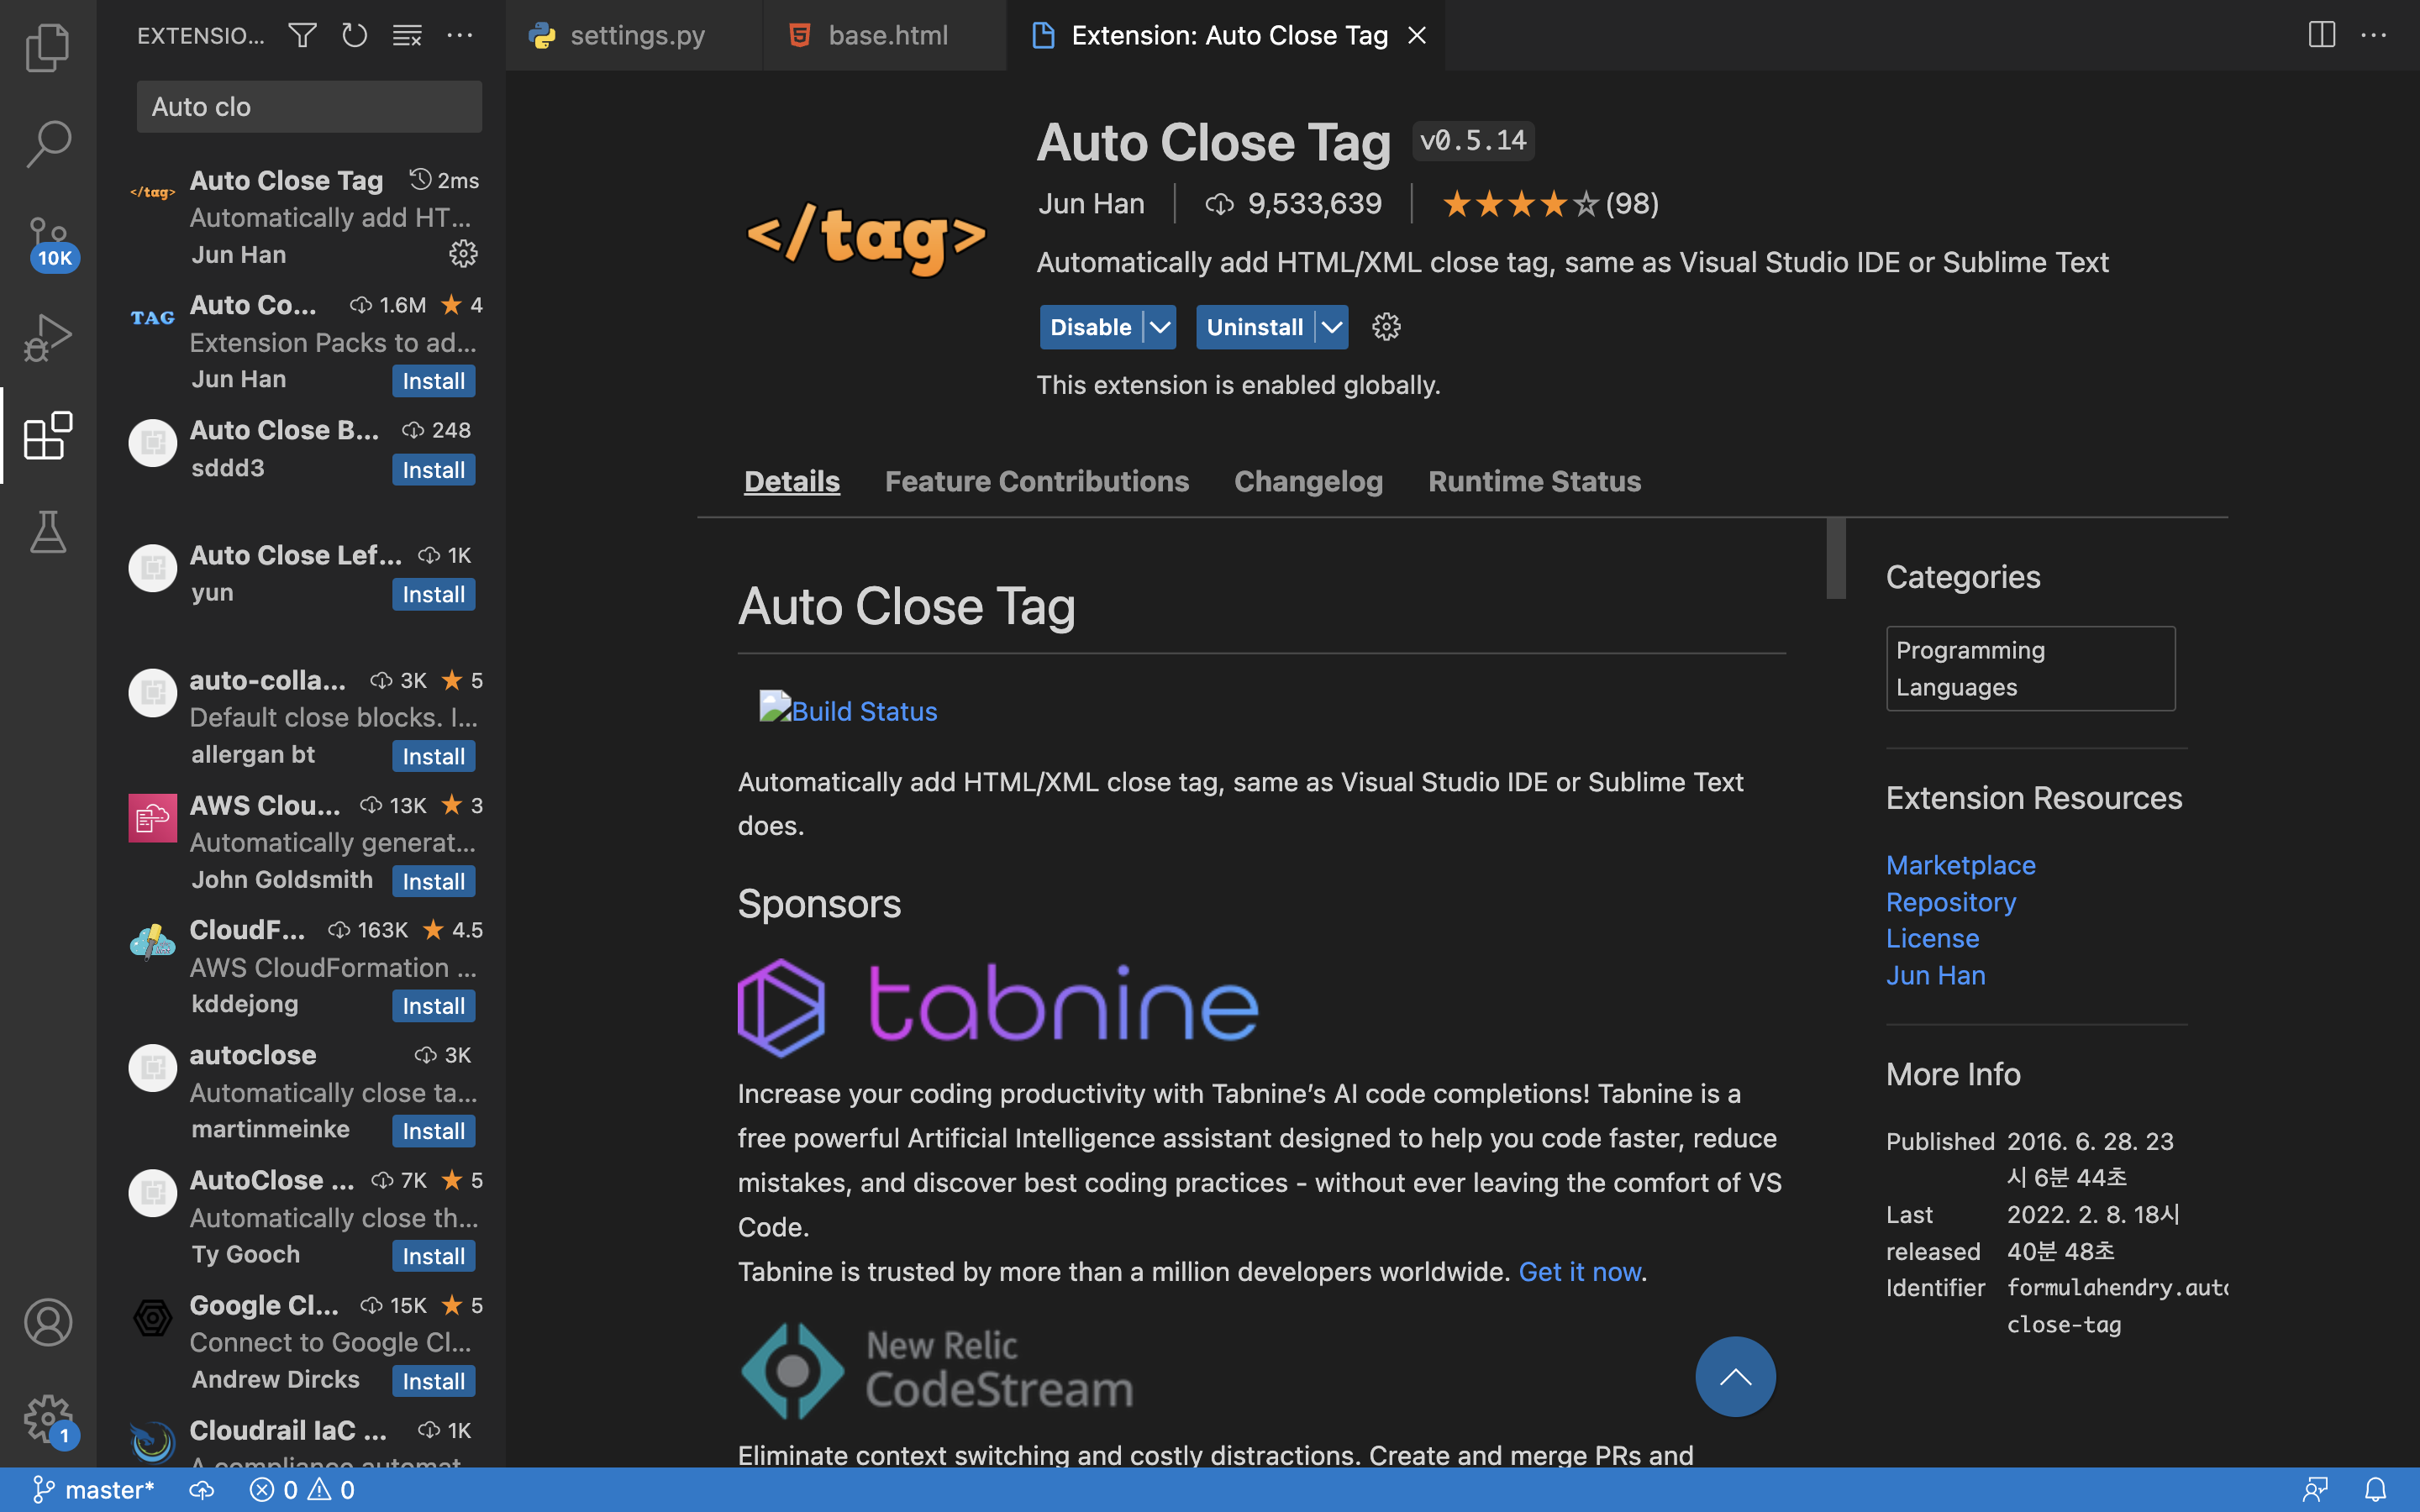 EXTENSIO...
settings.py
base.html
Extension: Auto Close Tag
Auto clo
10K
</tag>
Auto Close Tag
2ms
Automatically add HT...
Jun Han
TAG
Auto Co...
1.6M
4
Extension Packs to ad...
Jun Han
Install
Auto Close B...
248
sddd3
Install
Auto Close Lef...
1K
yun
Install
auto-colla...
3K
5
Default close blocks. I...
allergan bt
Install
AWS Clou...
13K
3
Automatically generat...
John Goldsmith
Install
CloudF...
163K
4.5
AWS CloudFormation ...
kddejong
Install
autoclose
3K
Automatically close ta...
martinmeinke
Install
AutoClose ...
7K
5
Automatically close th...
Ty Gooch
Install
Google Cl...
15K
5
Connect to Google Cl...
Andrew Dircks
Install
Cloudrail IaC ...
1K
A compliance automat
1
</tag>
Auto Close Tag
v0.5.14
Jun Han
9,533,639
(98)
Automatically add HTML/XML close tag, same as Visual Studio IDE or Sublime Text
Disable
Uninstall
This extension is enabled globally.
Details
Feature Contributions
Changelog
Runtime Status
Auto Close Tag
Build Status
Automatically add HTML/XML close tag, same as Visual Studio IDE or Sublime Text
does.
Sponsors
tabnine
Increase your coding productivity with Tabnine’s AI code completions! Tabnine is a
free powerful Artificial Intelligence assistant designed to help you code faster, reduce
mistakes, and discover best coding practices - without ever leaving the comfort of VS
Code.
Tabnine is trusted by more than a million developers worldwide. Get it now.
New Relic
CodeStream
Eliminate context switching and costly distractions. Create and merge PRs and
Categories
Programming
Languages
Extension Resources
Marketplace
Repository
License
Jun Han
More Info
Published 2016. 6. 28. 23
시 6분 44초
Last 2022. 2. 8. 18시
released 40분 48초
Identifier formulahendry.auto
close-tag
master*
0
0